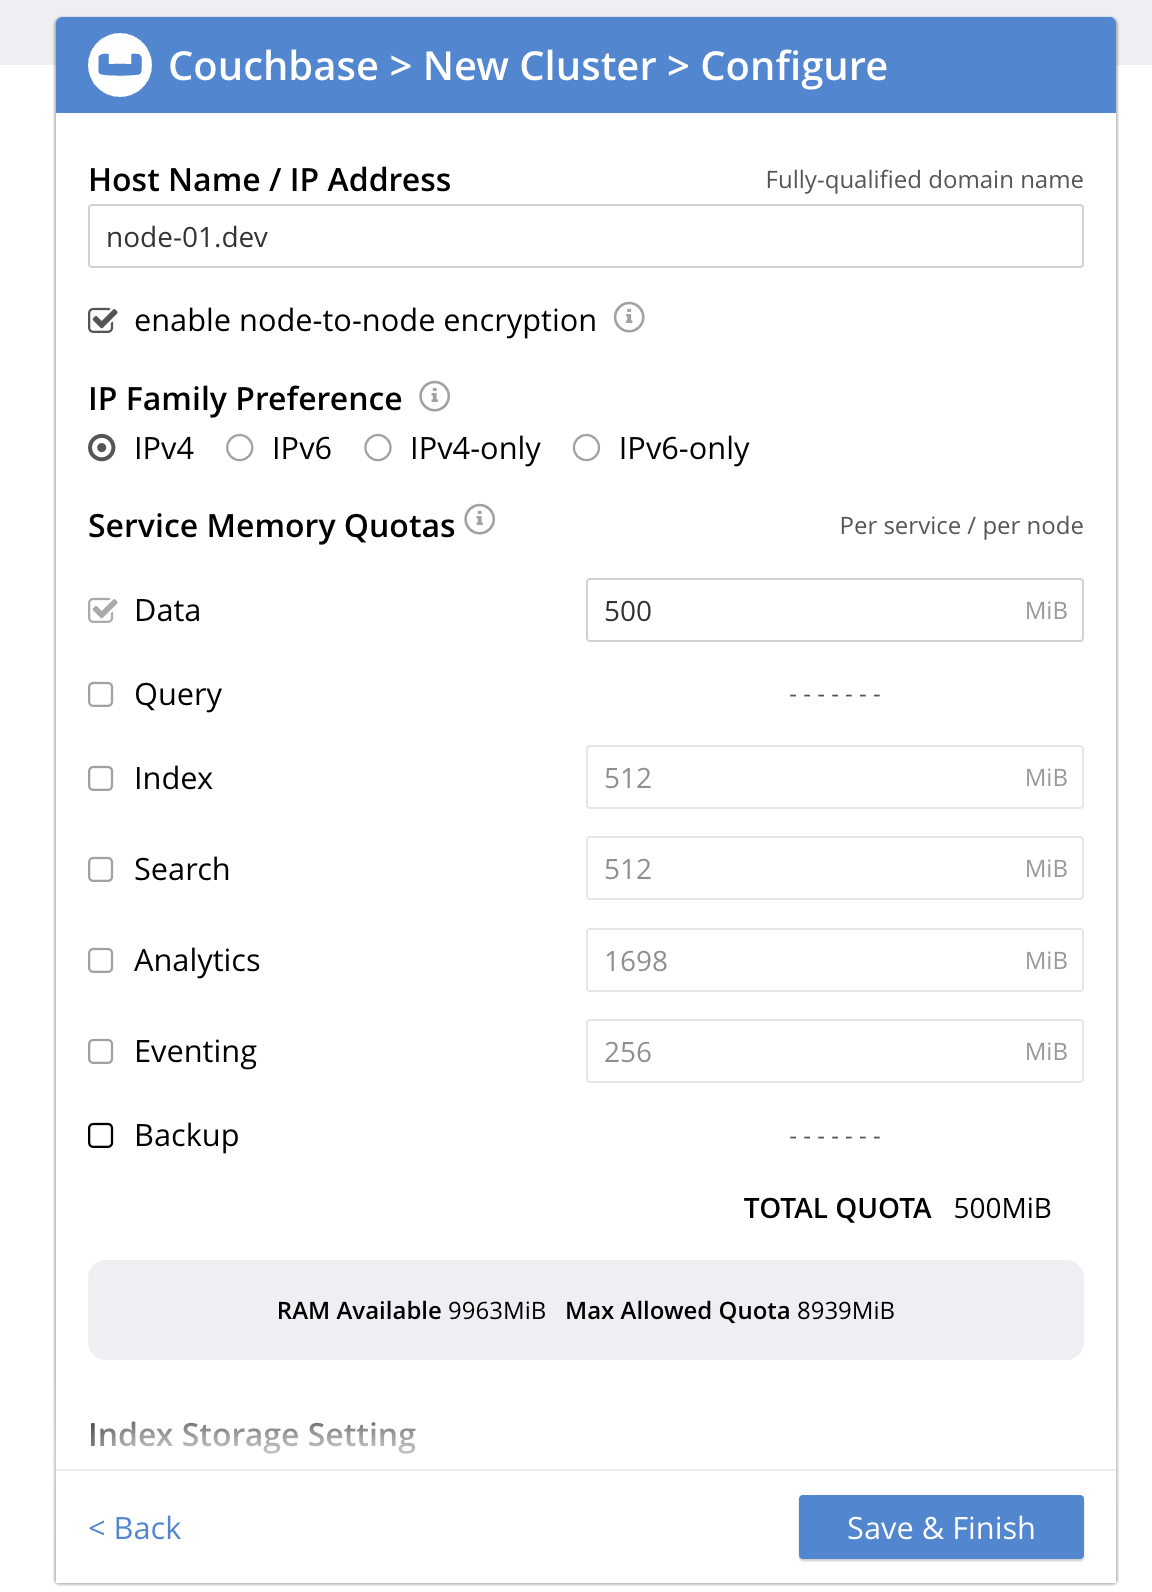 Couchbase > New Cluster > Configure
Host Name / IP Address Fully-qualified domain name
node-01.dev
enable node-to-node encryption
IP Family Preference
IPv4 IPv6 IPv4-only IPv6-only
Service Memory Quotas Per service / per node
Data 500 MiB
Query -------
Index 512 MiB
Search 512 MiB
Analytics 1698 MiB
Eventing 256 MiB
Backup -------
TOTAL QUOTA 500MiB
RAM Available 9963MiB Max Allowed Quota 8939MiB
Index Storage Setting
< Back Save & Finish